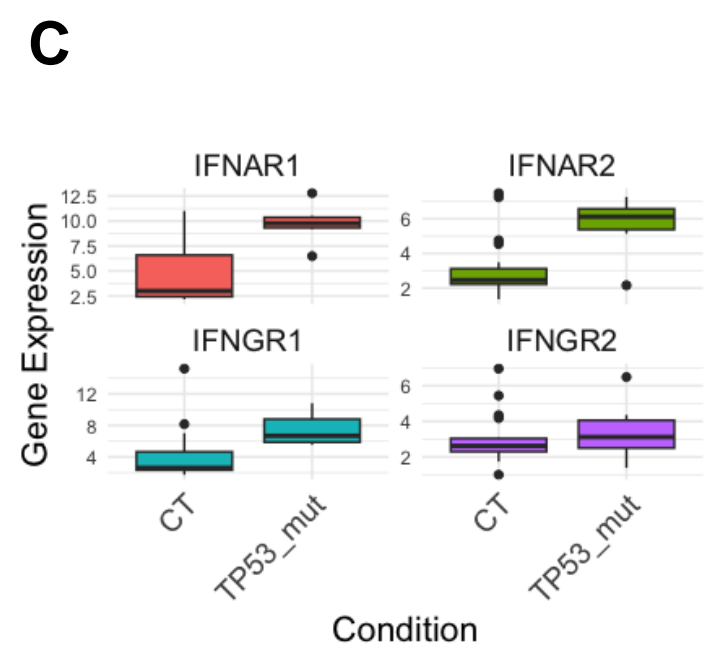 C
IFNAR1
IFNAR2
12.5
10.0
7.5
5.0
2.5
6
4
2
Gene Expression
IFNGR1
IFNGR2
12
8
4
6
4
2
CT
TP53_mut
CT
TP53_mut
Condition